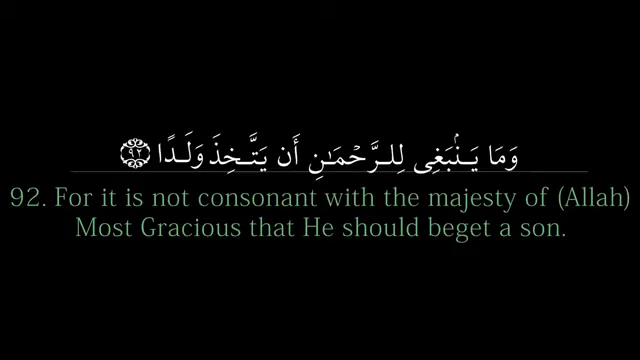 وَمَا يَنۢبَغِى لِلرَّحْمَـٰنِ أَن يَتَّخِذَ وَلَدًا ﴿٩٢﴾
92. For it is not consonant with the majesty of (Allah)
Most Gracious that He should beget a son.